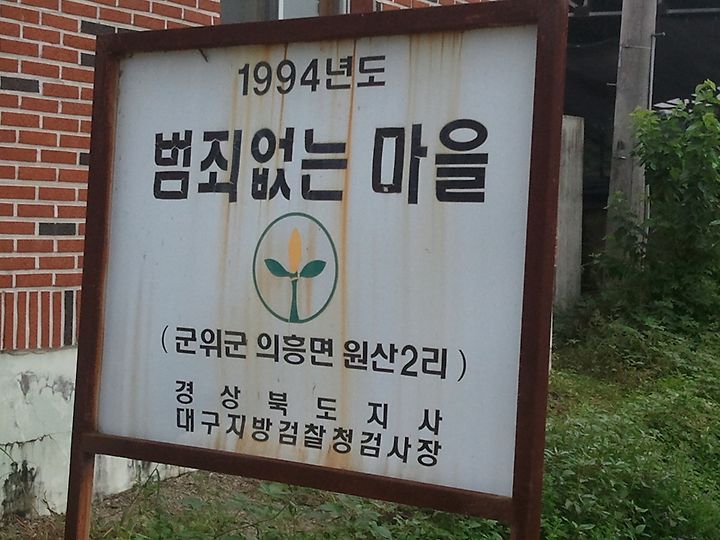 1994년도
범죄없는 마을
(군위군 의흥면 원산2리)
경상북도지사
대구지방검찰청검사장